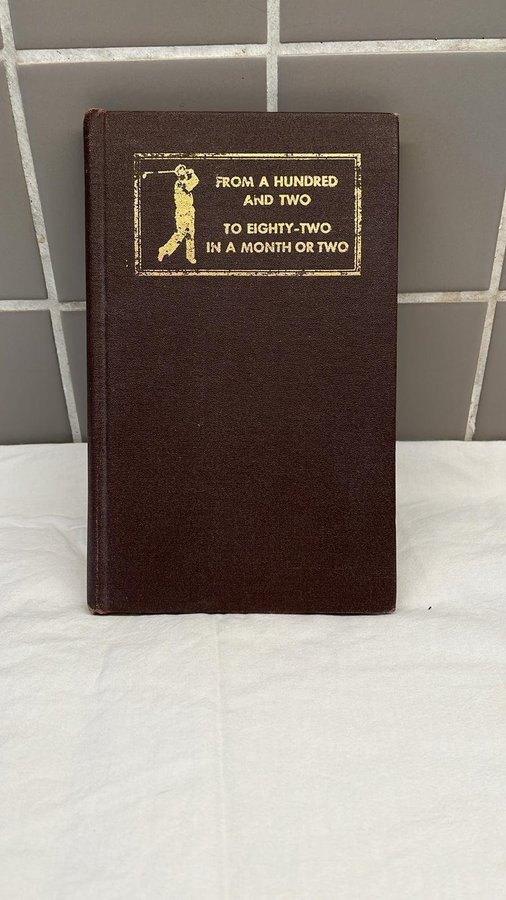 FROM A HUNDRED
AND TWO
TO EIGHTY-TWO
IN A MONTH OR TWO